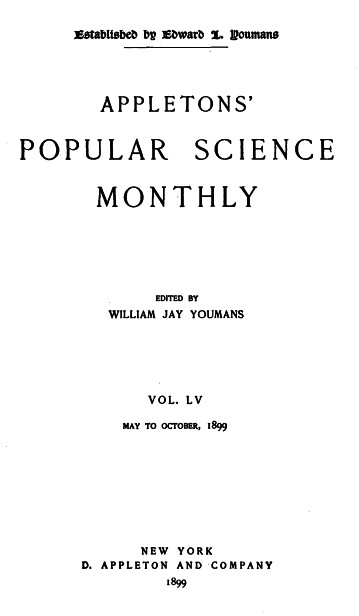 Established by Edward L. Youmans
APPLETONS'
POPULAR SCIENCE
MONTHLY
EDITED BY
WILLIAM JAY YOUMANS
VOL. LV
MAY TO OCTOBER, 1899
NEW YORK
D. APPLETON AND COMPANY
1899